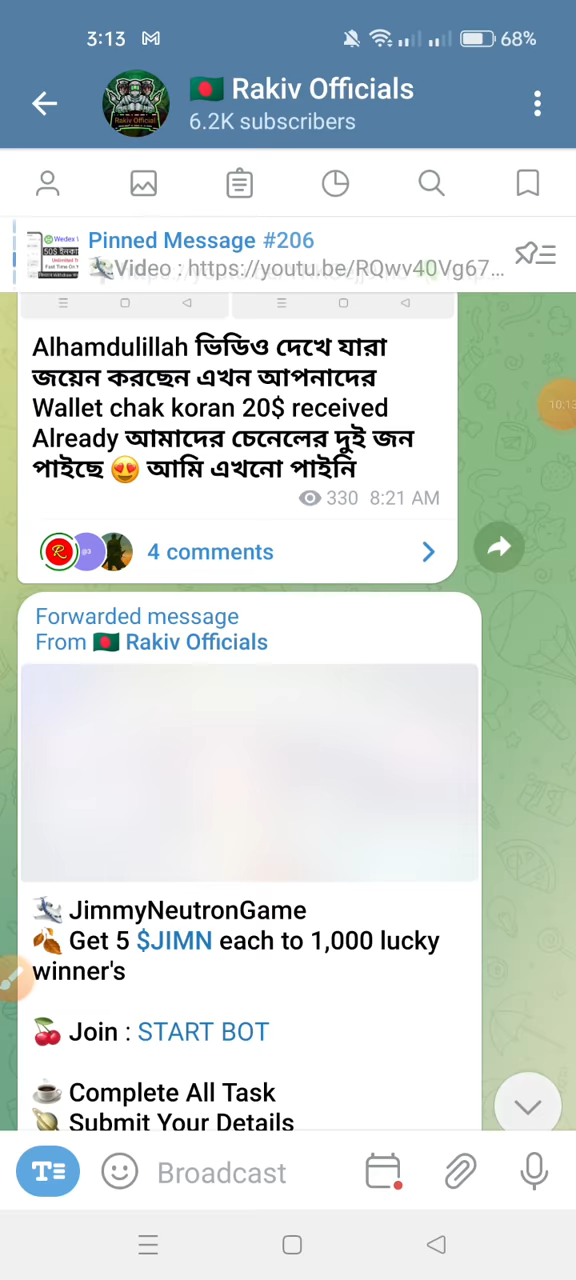 3:13
68%
Rakiv Officials
6.2K subscribers
Pinned Message #206
Video : https://youtu.be/RQwv40Vg67...
Alhamdulillah ভিডিও দেখে যারা
জয়েন করছেন এখন আপনাদের
Wallet chak koran 20$ received
Already আমাদের চেনেলের দুই জন
পাইছে 😍 আমি এখনো পাইনি
330 8:21 AM
4 comments
Forwarded message
From 🇧🇩 Rakiv Officials
JimmyNeutronGame
Get 5 $JIMN each to 1,000 lucky
winner's
🍒 Join : START BOT
Complete All Task
Submit Your Details
Broadcast
10:13